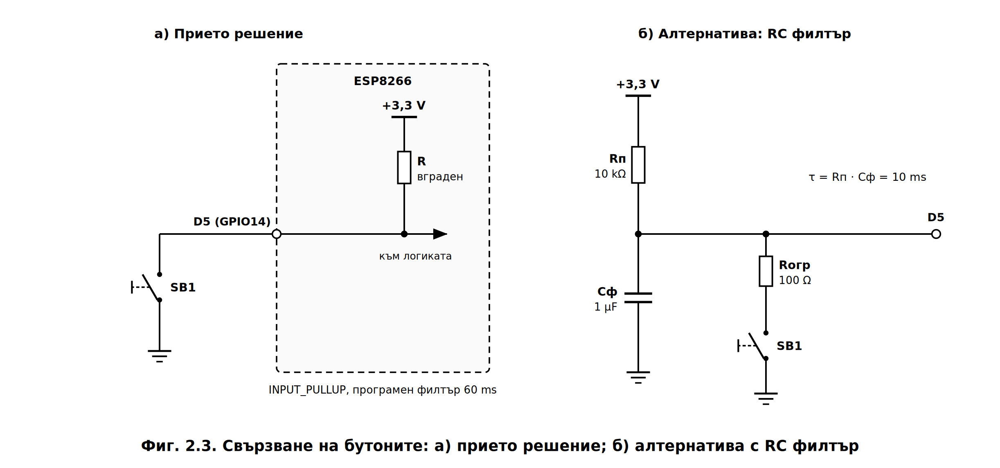 а) Прието решение
ESP8266
+3,3 V
R
вграден
D5 (GPIO14)
към логиката
SB1
INPUT_PULLUP, програмен филтър 60 ms
б) Алтернатива: RC филтър
+3,3 V
Rп
10 kΩ
τ = Rп · Cф = 10 ms
D5
Rогр
100 Ω
Cф
1 µF
SB1
Фиг. 2.3. Свързване на бутоните: а) прието решение; б) алтернатива с RC филтър